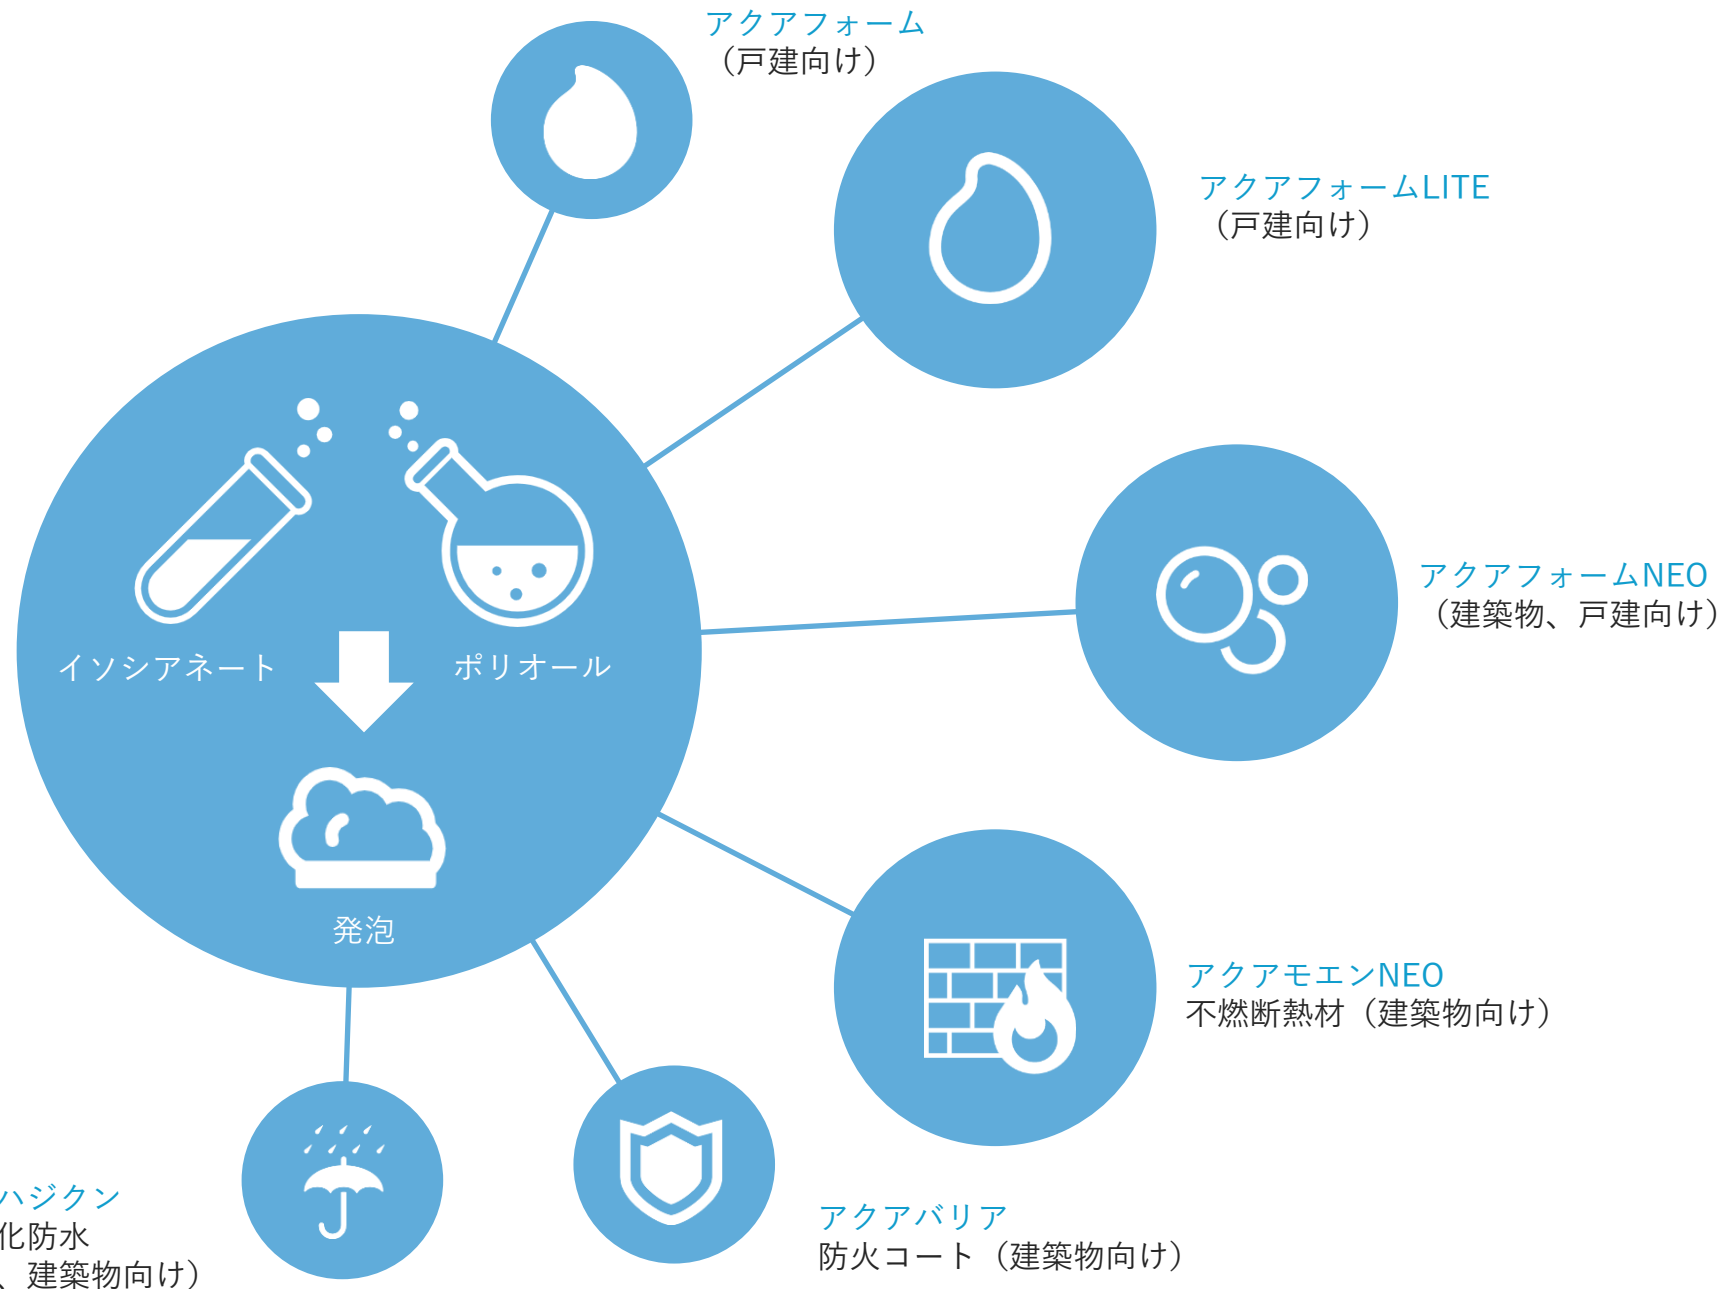 アクアフォーム
（戸建向け）
アクアフォームLITE
（戸建向け）
アクアフォームNEO
（建築物、戸建向け）
イソシアネート
ポリオール
発泡
アクアモエンNEO
不燃断熱材（建築物向け）
ハジクン
化防水
、建築物向け）
アクアバリア
防火コート（建築物向け）